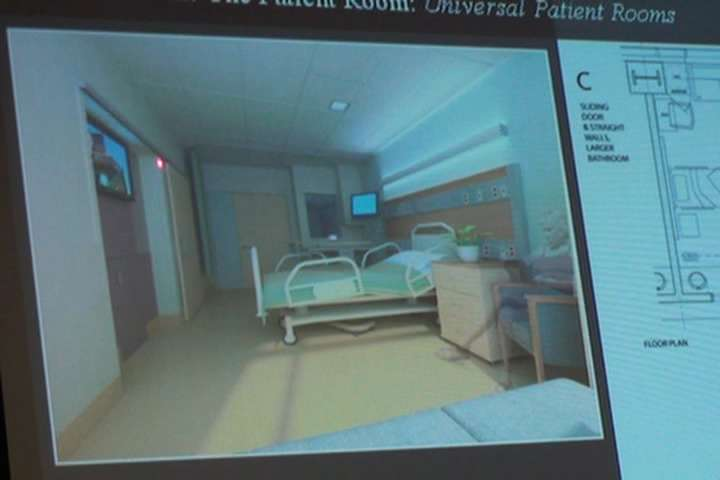 The Patient Room: Universal Patient Rooms
C
SLIDING
DOOR
& STRAIGHT
WALLS,
LARGER
BATHROOM
FLOOR PLAN